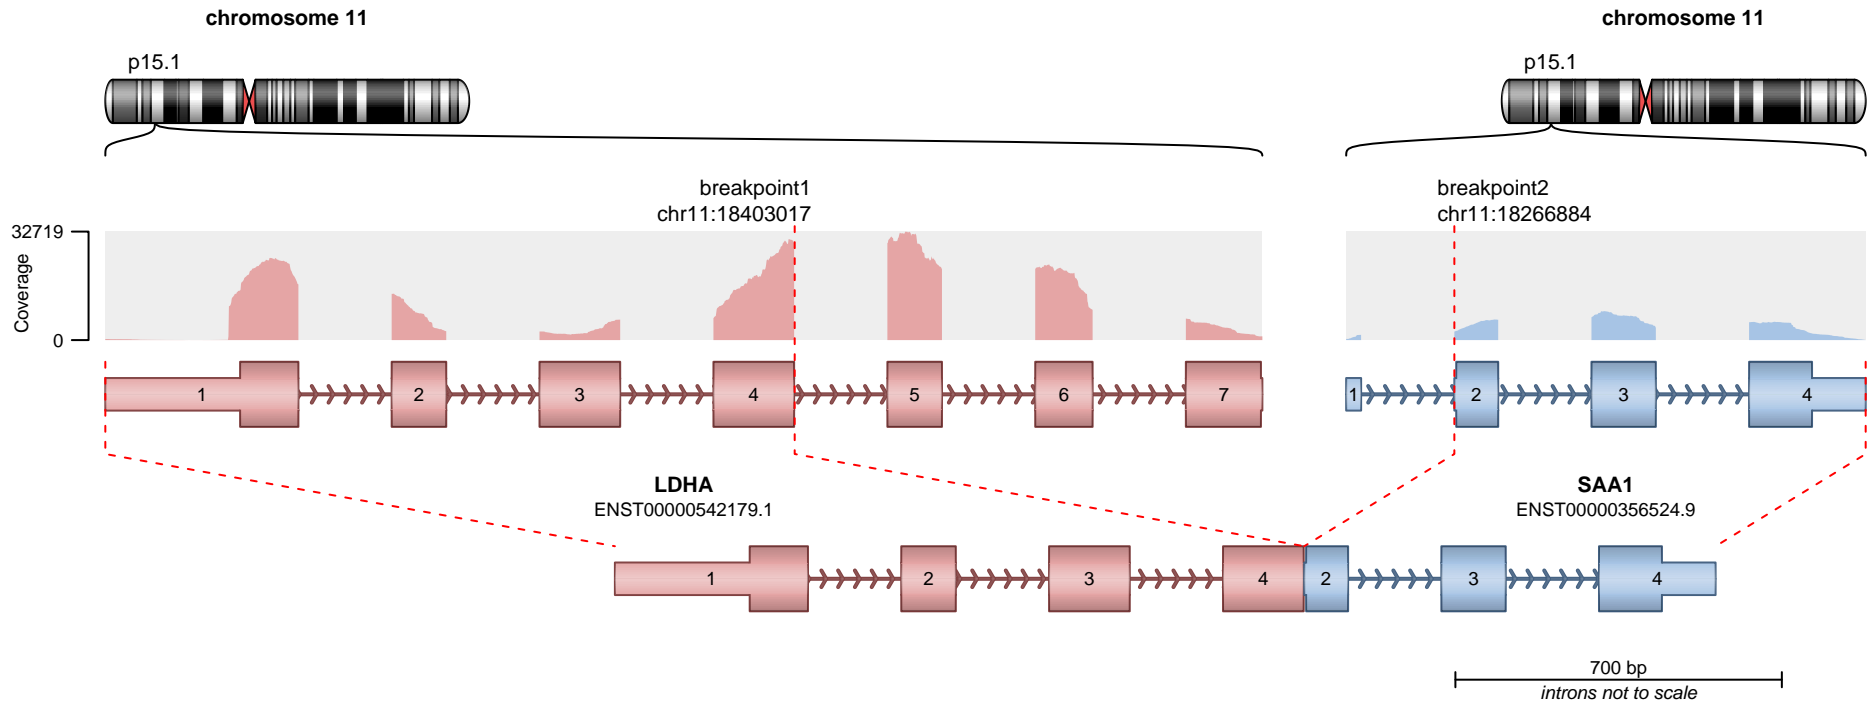 chromosome 11
chromosome 11
p15.1
p15.1
breakpoint1
chr11:18403017
breakpoint2
chr11:18266884
32719
Coverage
0
1 2 3 4 5 6 7
1 2 3 4
LDHA
ENST00000542179.1
SAA1
ENST00000356524.9
1 2 3 4 2 3 4
700 bp
introns not to scale